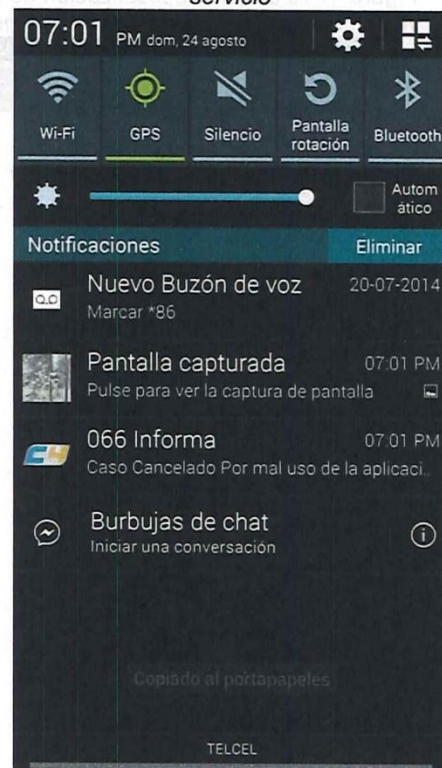 servicio
07:01 PM dom, 24 agosto
Wi-Fi
GPS
Silencio
Pantalla
rotación
Bluetooth
Autom
ático
Notificaciones
Eliminar
Nuevo Buzón de voz 20-07-2014
Marcar *86
Pantalla capturada 07:01 PM
Pulse para ver la captura de pantalla
C4
066 Informa 07:01 PM
Caso Cancelado Por mal uso de la aplicaci..
Burbujas de chat
Iniciar una conversación
Copiado al portapapeles
TELCEL